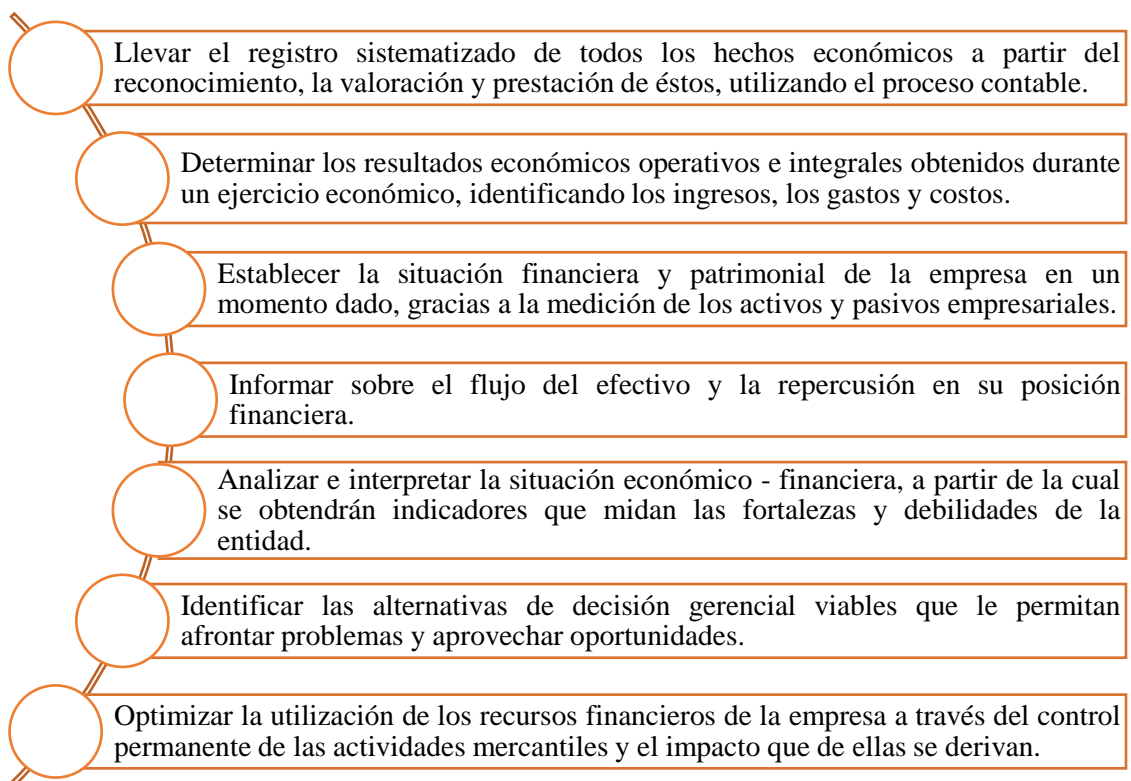 Llevar el registro sistematizado de todos los hechos económicos a partir del
reconocimiento, la valoración y prestación de éstos, utilizando el proceso contable.
Determinar los resultados económicos operativos e integrales obtenidos durante
un ejercicio económico, identificando los ingresos, los gastos y costos.
Establecer la situación financiera y patrimonial de la empresa en un
momento dado, gracias a la medición de los activos y pasivos empresariales.
Informar sobre el flujo del efectivo y la repercusión en su posición
financiera.
Analizar e interpretar la situación económico - financiera, a partir de la cual
se obtendrán indicadores que midan las fortalezas y debilidades de la
entidad.
Identificar las alternativas de decisión gerencial viables que le permitan
afrontar problemas y aprovechar oportunidades.
Optimizar la utilización de los recursos financieros de la empresa a través del control
permanente de las actividades mercantiles y el impacto que de ellas se derivan.